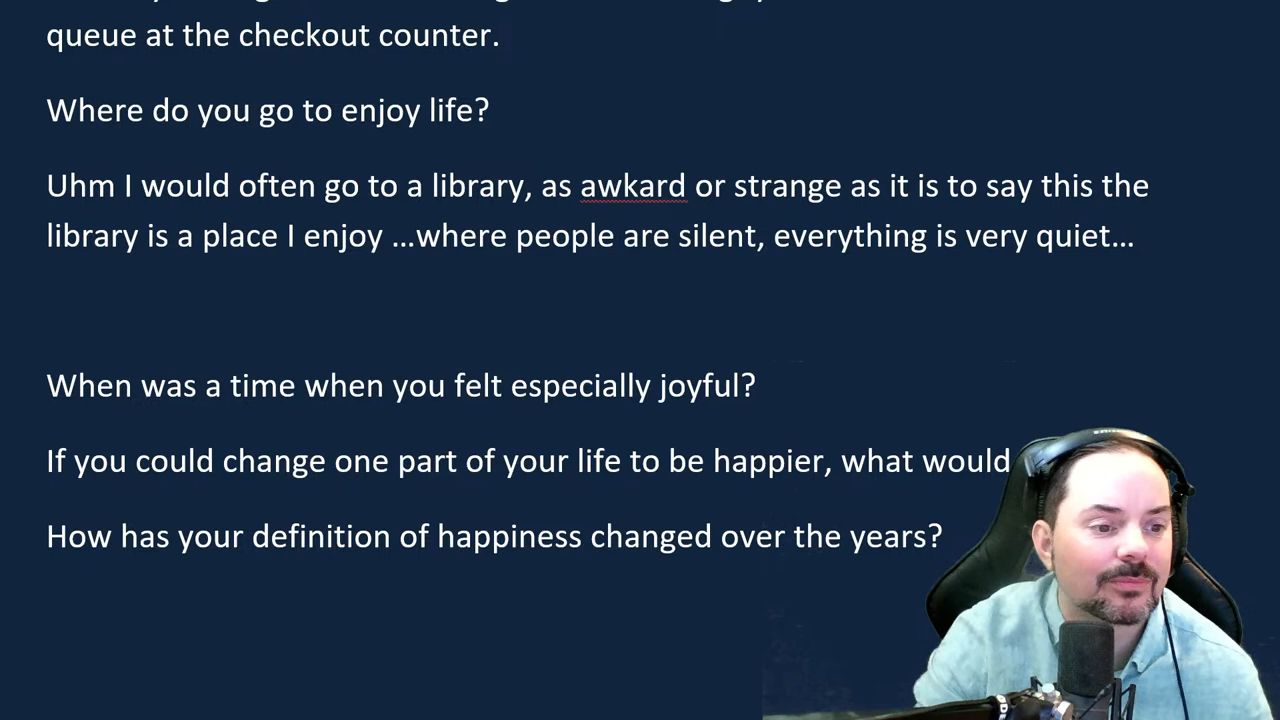 queue at the checkout counter.
Where do you go to enjoy life?
Uhm I would often go to a library, as awkard or strange as it is to say this the
library is a place I enjoy …where people are silent, everything is very quiet…
When was a time when you felt especially joyful?
If you could change one part of your life to be happier, what would
How has your definition of happiness changed over the years?